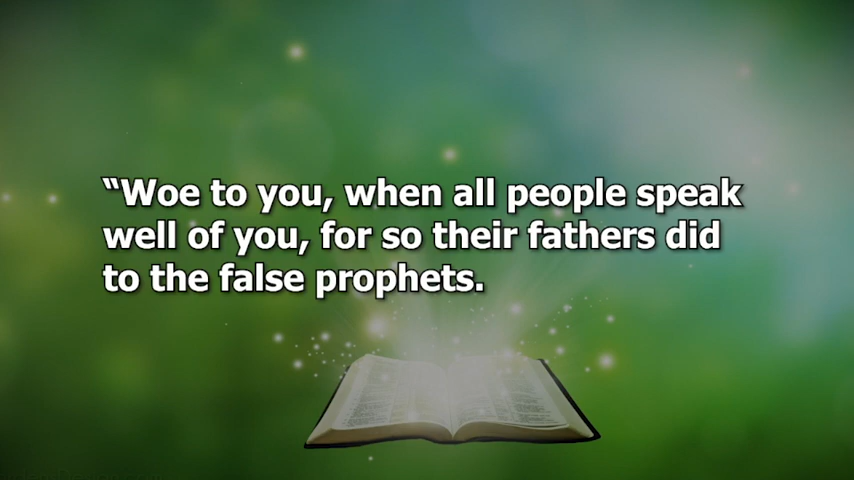 “Woe to you, when all people speak
well of you, for so their fathers did
to the false prophets.